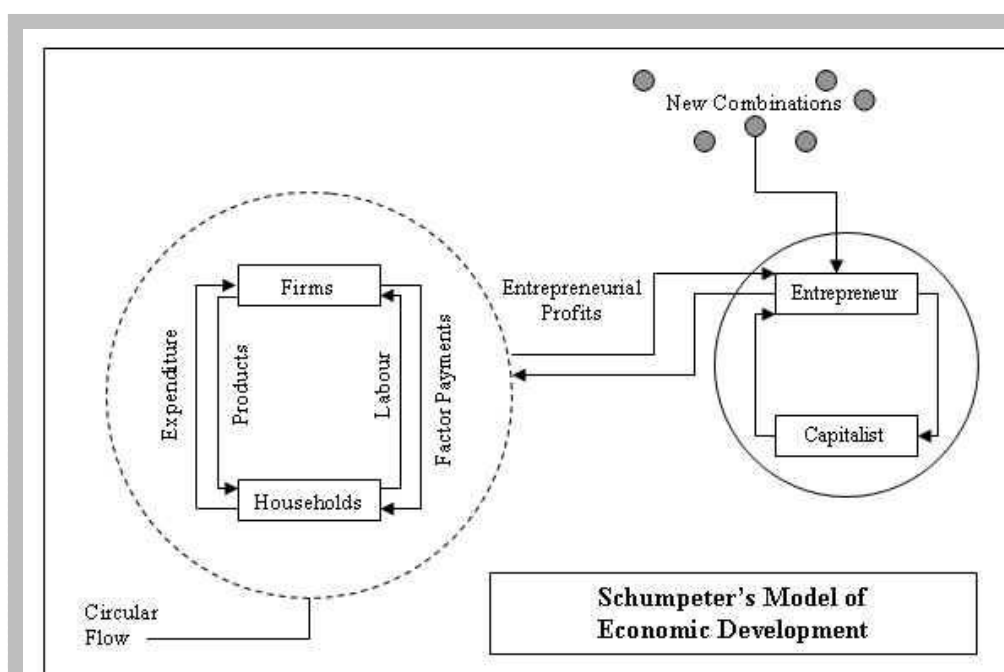 New Combinations
Firms
Entrepreneurial
Profits
Entrepreneur
Expenditure
Products
Labour
Factor Payments
Capitalist
Households
Circular
Flow
Schumpeter's Model of
Economic Development